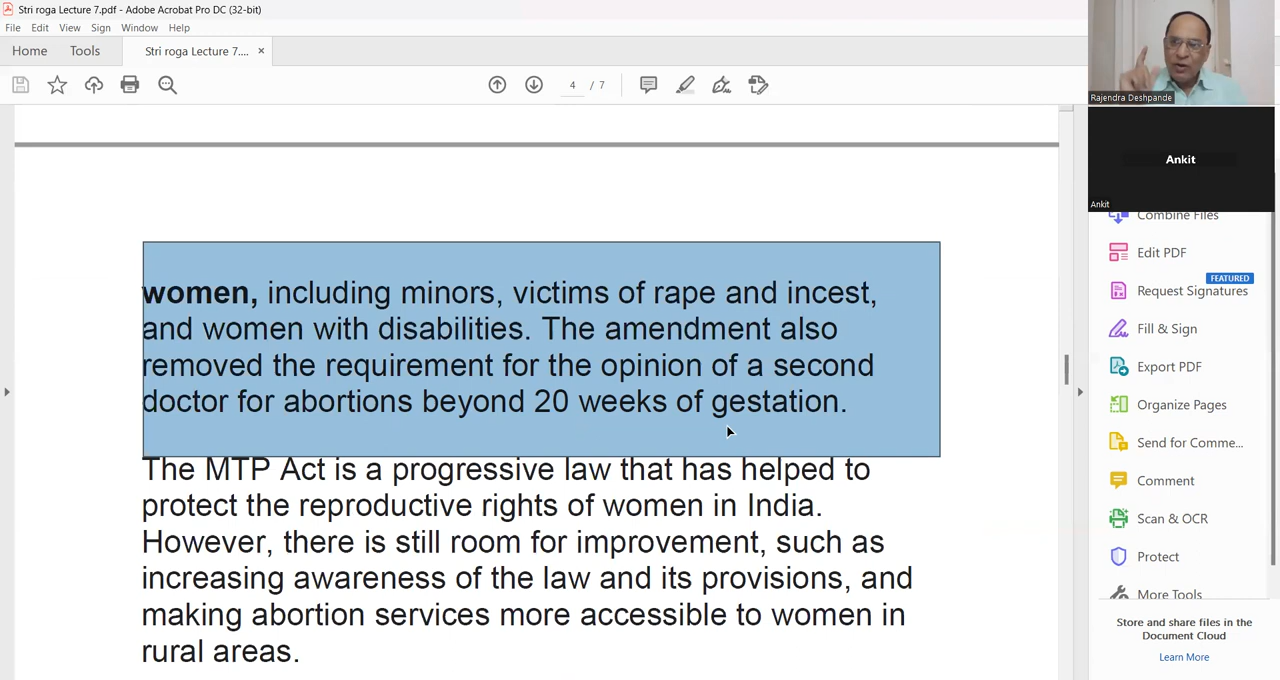 Stri roga Lecture 7.pdf - Adobe Acrobat Pro DC (32-bit)
File Edit View Sign Window Help
Home Tools Stri roga Lecture 7.... ×
4 / 7
women, including minors, victims of rape and incest,
and women with disabilities. The amendment also
removed the requirement for the opinion of a second
doctor for abortions beyond 20 weeks of gestation.
The MTP Act is a progressive law that has helped to
protect the reproductive rights of women in India.
However, there is still room for improvement, such as
increasing awareness of the law and its provisions, and
making abortion services more accessible to women in
rural areas.
Rajendra Deshpande
Ankit
Ankit
Combine Files
Edit PDF
FEATURED
Request Signatures
Fill & Sign
Export PDF
Organize Pages
Send for Comme...
Comment
Scan & OCR
Protect
More Tools
Store and share files in the
Document Cloud
Learn More